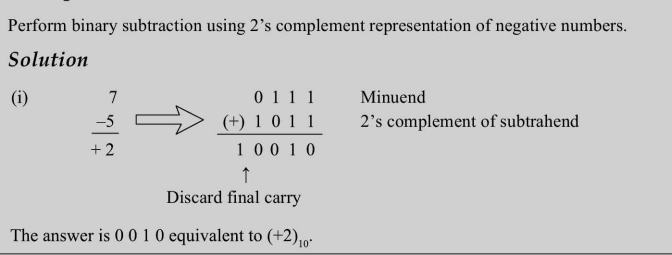 Perform binary subtraction using 2's complement representation of negative numbers.
Solution
(i) 7 0 1 1 1 Minuend
–5 (+) 1 0 1 1 2's complement of subtrahend
+ 2 1 0 0 1 0
↑
Discard final carry
The answer is 0 0 1 0 equivalent to (+2)10.